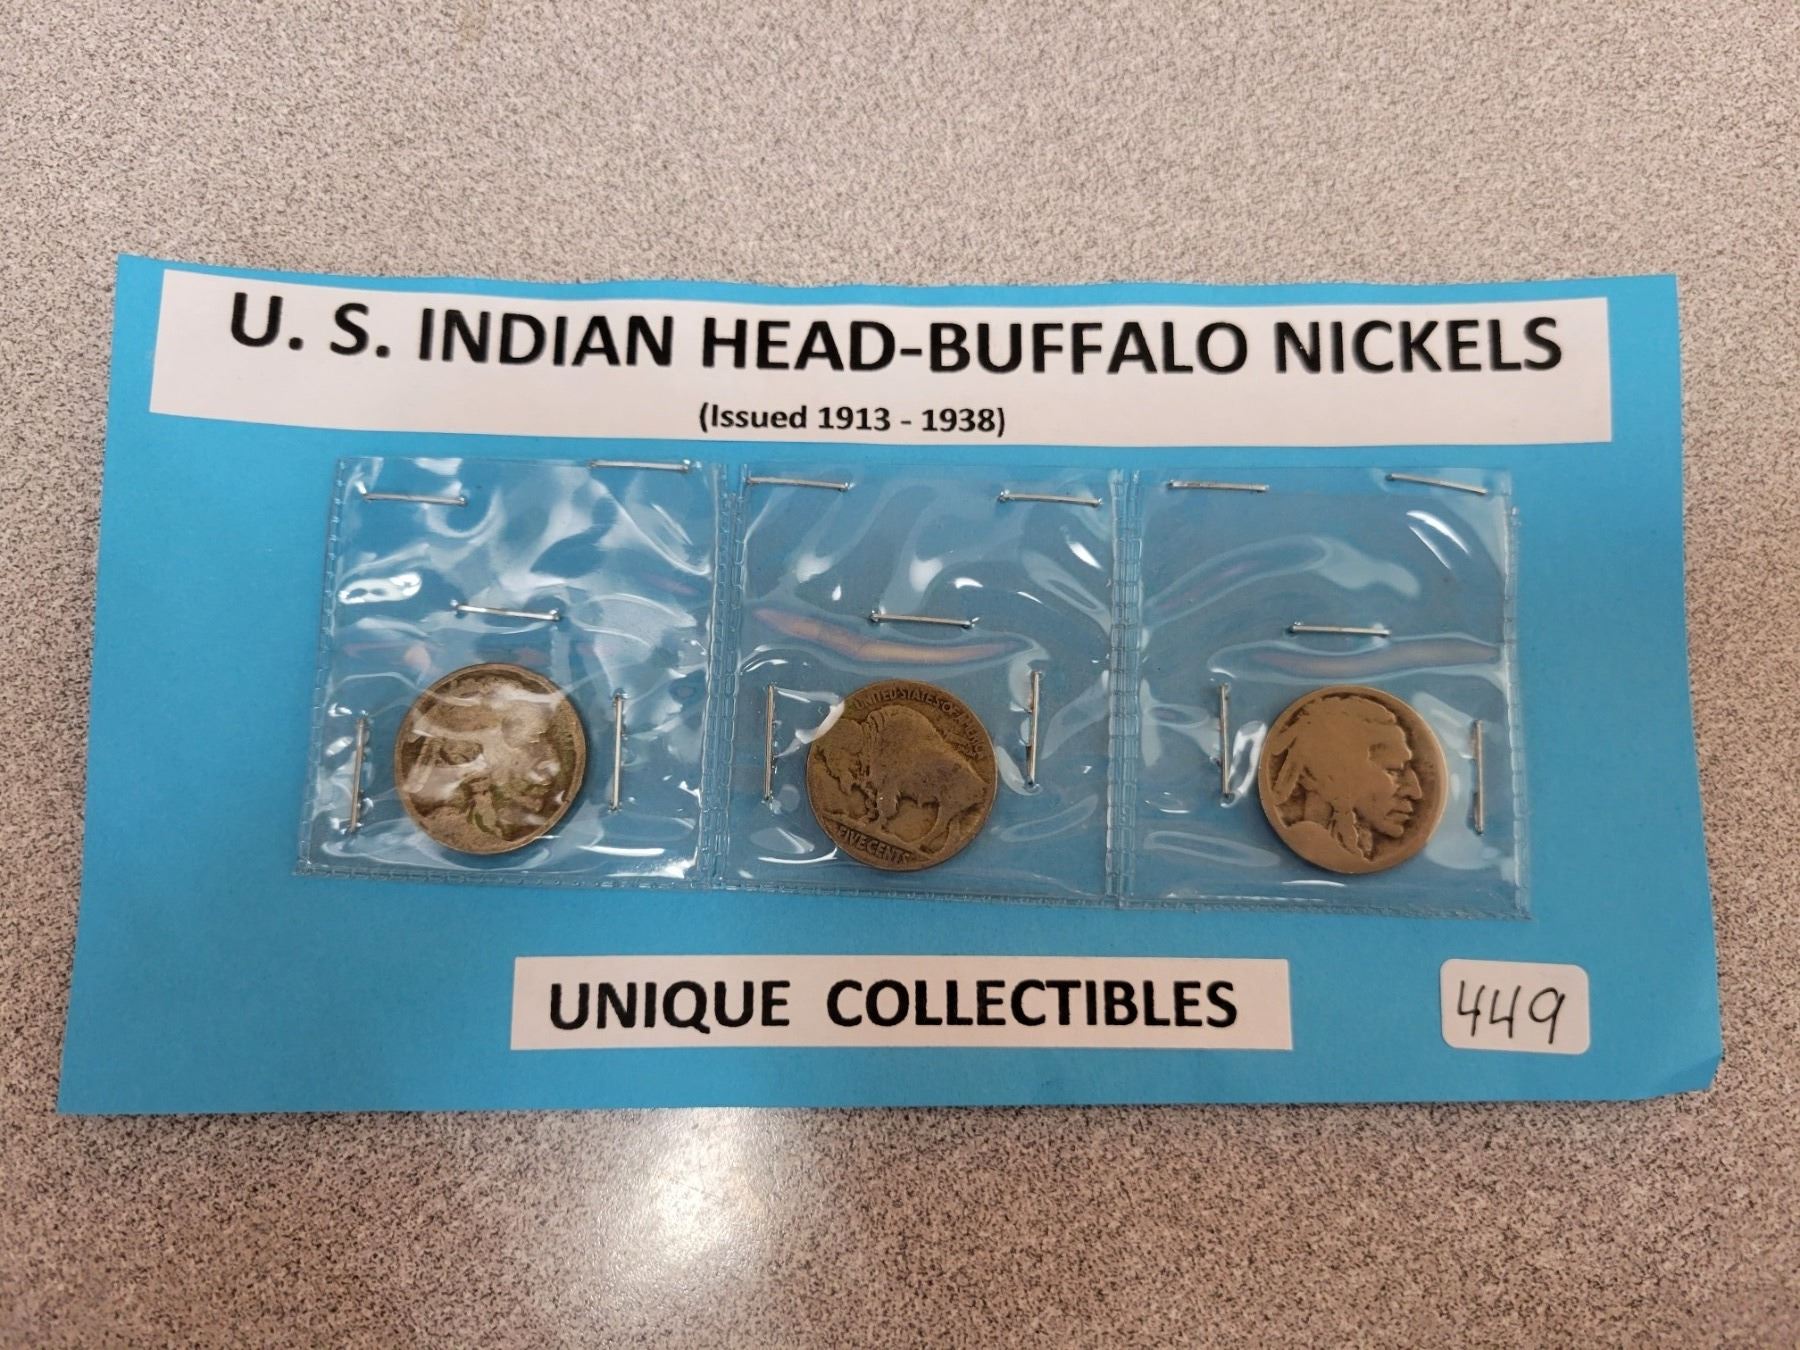 U. S. INDIAN HEAD-BUFFALO NICKELS
(Issued 1913 - 1938)
UNITED STATES OF AMERICA
FIVE CENTS
UNIQUE COLLECTIBLES
449